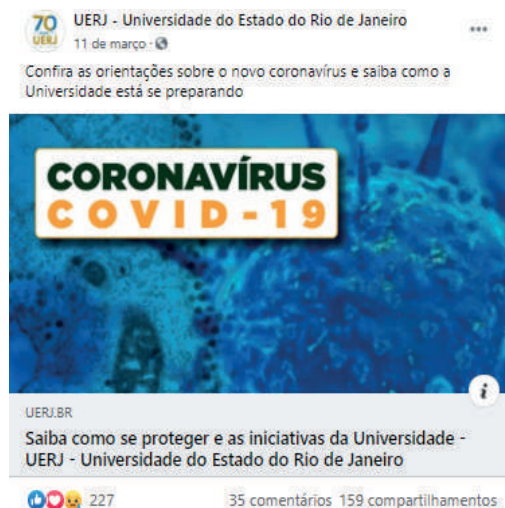 70
UERJ
UERJ - Universidade do Estado do Rio de Janeiro
11 de março ·
Confira as orientações sobre o novo coronavírus e saiba como a
Universidade está se preparando
CORONAVÍRUS
COVID-19
i
UERJ.BR
Saiba como se proteger e as iniciativas da Universidade -
UERJ - Universidade do Estado do Rio de Janeiro
227 35 comentários 159 compartilhamentos